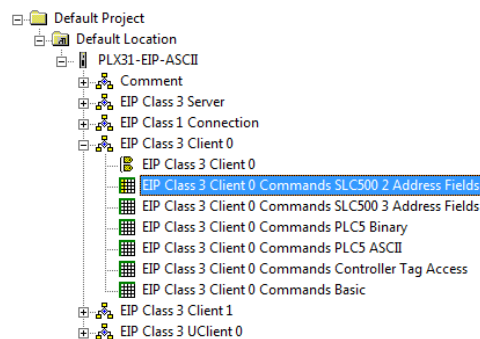 Default Project
Default Location
PLX31-EIP-ASCII
Comment
EIP Class 3 Server
EIP Class 1 Connection
EIP Class 3 Client 0
EIP Class 3 Client 0
EIP Class 3 Client 0 Commands SLC500 2 Address Fields
EIP Class 3 Client 0 Commands SLC500 3 Address Fields
EIP Class 3 Client 0 Commands PLC5 Binary
EIP Class 3 Client 0 Commands PLC5 ASCII
EIP Class 3 Client 0 Commands Controller Tag Access
EIP Class 3 Client 0 Commands Basic
EIP Class 3 Client 1
EIP Class 3 UClient 0